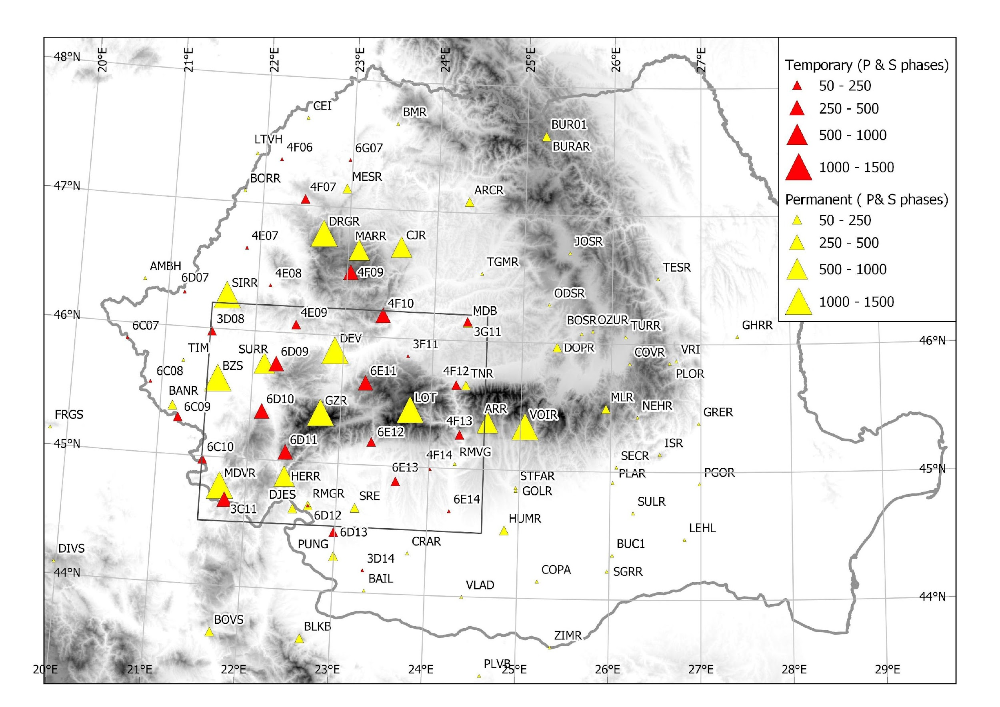 20°E
21°E
22°E
23°E
24°E
25°E
26°E
27°E
48°N
Temporary (P & S phases)
50 - 250
250 - 500
500 - 1000
1000 - 1500
Permanent ( P& S phases)
50 - 250
250 - 500
500 - 1000
1000 - 1500
CEI
BMR
BUR01
BURAR
LTVH
4F06
6G07
BORR
MESR
47°N
4F07
ARCR
DRGR
MARR
CJR
4E07
JOSR
AMBH
TGMR
TESR
6D07
4E08
4F09
SIRR
ODSR
4F10
46°N
4E09
MDB
3D08
BOSR
OZUR
TURR
GHRR
6C07
3G11
46°N
DEV
3F11
TIM
SURR
6D09
DOPR
COVR
VRI
BZS
6C08
6E11
4F12
TNR
PLOR
BANR
6D10
GZR
LOT
MLR
6C09
ARR
NEHR
FRGS
VOIR
GRER
4F13
6E12
6D11
45°N
6C10
ISR
4F14
RMVG
SECR
6E13
45°N
MDVR
HERR
STFAR
PLAR
PGOR
DJES
RMGR
SRE
GOLR
6E14
SULR
3C11
6D12
HUMR
6D13
LEHL
PUNG
CRAR
BUC1
DIVS
3D14
COPA
44°N
SGRR
BAIL
VLAD
44°N
BOVS
BLKB
ZIMR
PLVB
20°E
21°E
22°E
23°E
24°E
25°E
26°E
27°E
28°E
29°E